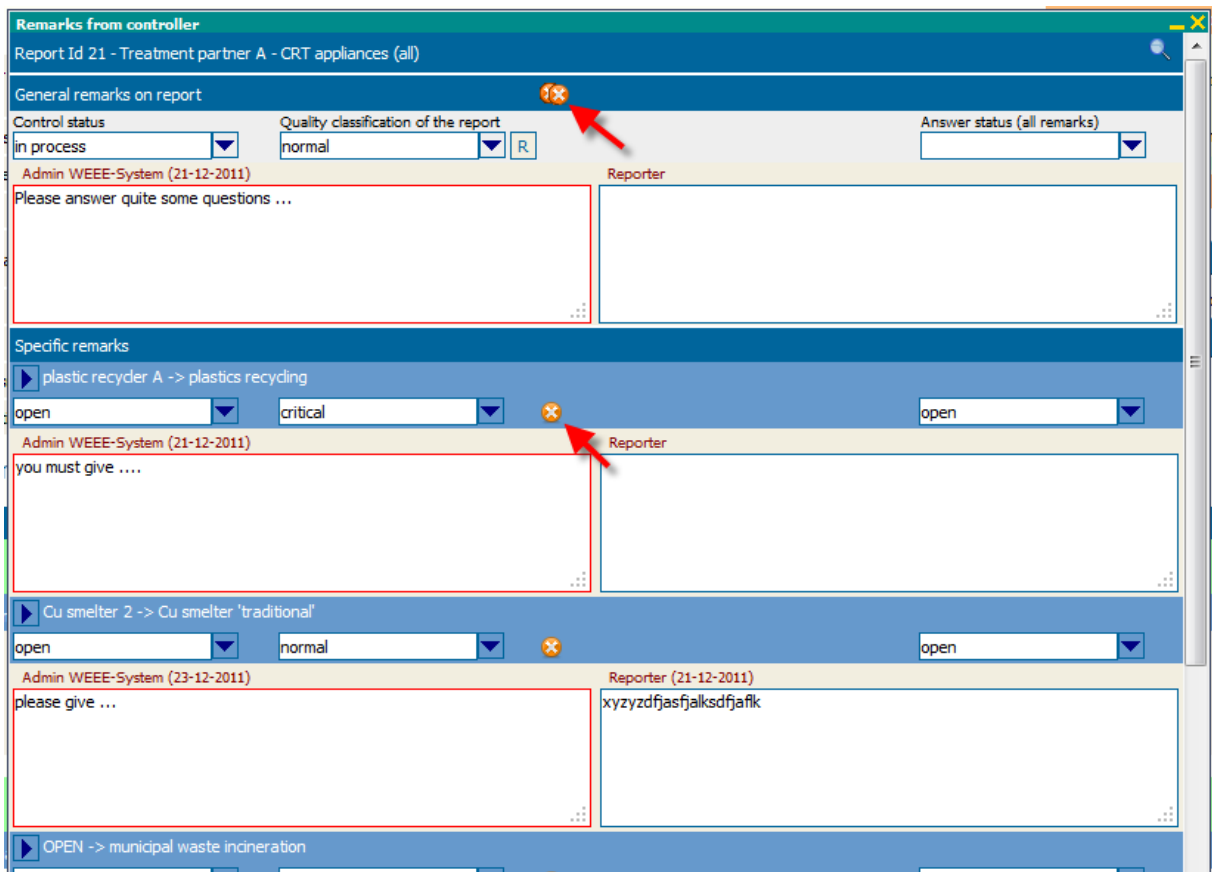 Remarks from controller
Report Id 21 - Treatment partner A - CRT appliances (all)
General remarks on report
Control status Quality classification of the report Answer status (all remarks)
in process normal R
Admin WEEE-System (21-12-2011) Reporter
Please answer quite some questions ...
Specific remarks
plastic recycler A -> plastics recycling
open critical open
Admin WEEE-System (21-12-2011) Reporter
you must give ....
Cu smelter 2 -> Cu smelter 'traditional'
open normal open
Admin WEEE-System (23-12-2011) Reporter (21-12-2011)
please give ... xyzyzdfjasfjalksdfjaflk
OPEN -> municipal waste incineration